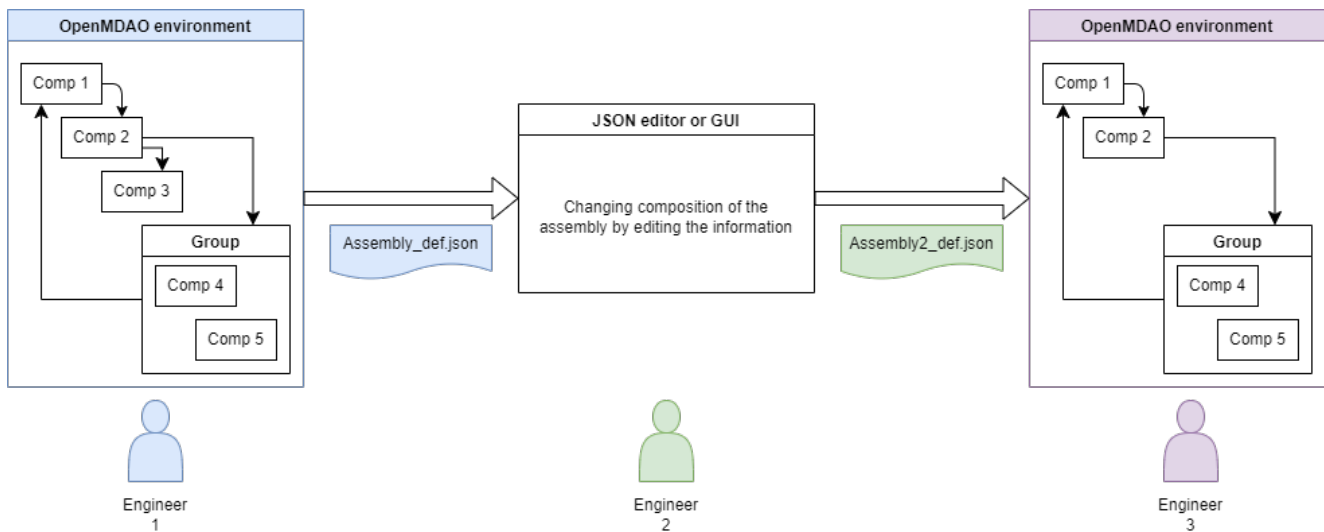 OpenMDAO environment
Comp 1
Comp 2
Comp 3
Group
Comp 4
Comp 5
Engineer
1
Assembly_def.json
JSON editor or GUI
Changing composition of the
assembly by editing the information
Engineer
2
Assembly2_def.json
OpenMDAO environment
Comp 1
Comp 2
Group
Comp 4
Comp 5
Engineer
3